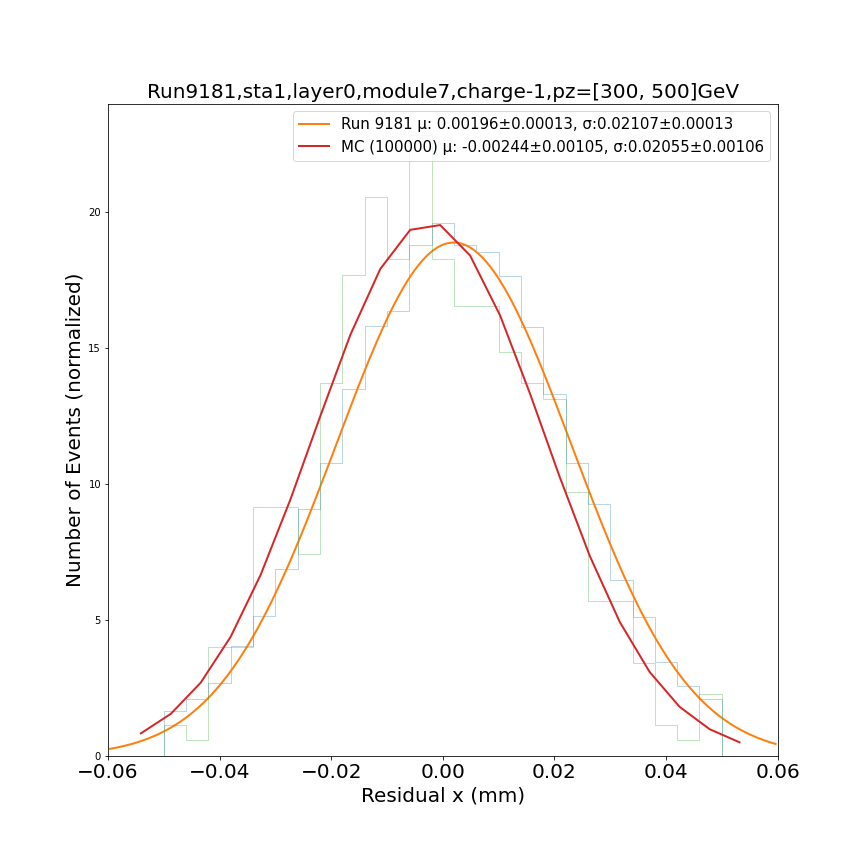 Run9181,sta1,layer0,module7,charge-1,pz=[300, 500]GeV
Run 9181 μ: 0.00196±0.00013, σ:0.02107±0.00013
MC (100000) μ: -0.00244±0.00105, σ:0.02055±0.00106
Number of Events (normalized)
20
15
10
5
0
−0.06 −0.04 −0.02 0.00 0.02 0.04 0.06
Residual x (mm)